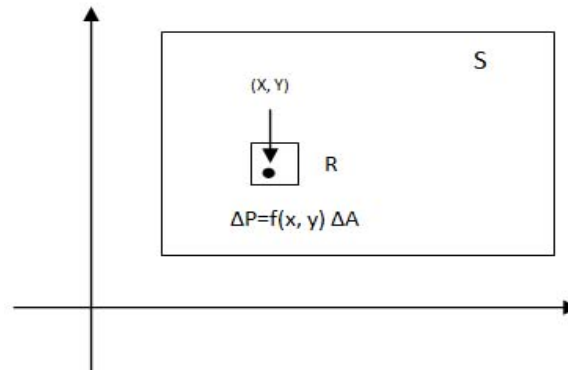 S
(X, Y)
R
ΔP=f(x, y) ΔA